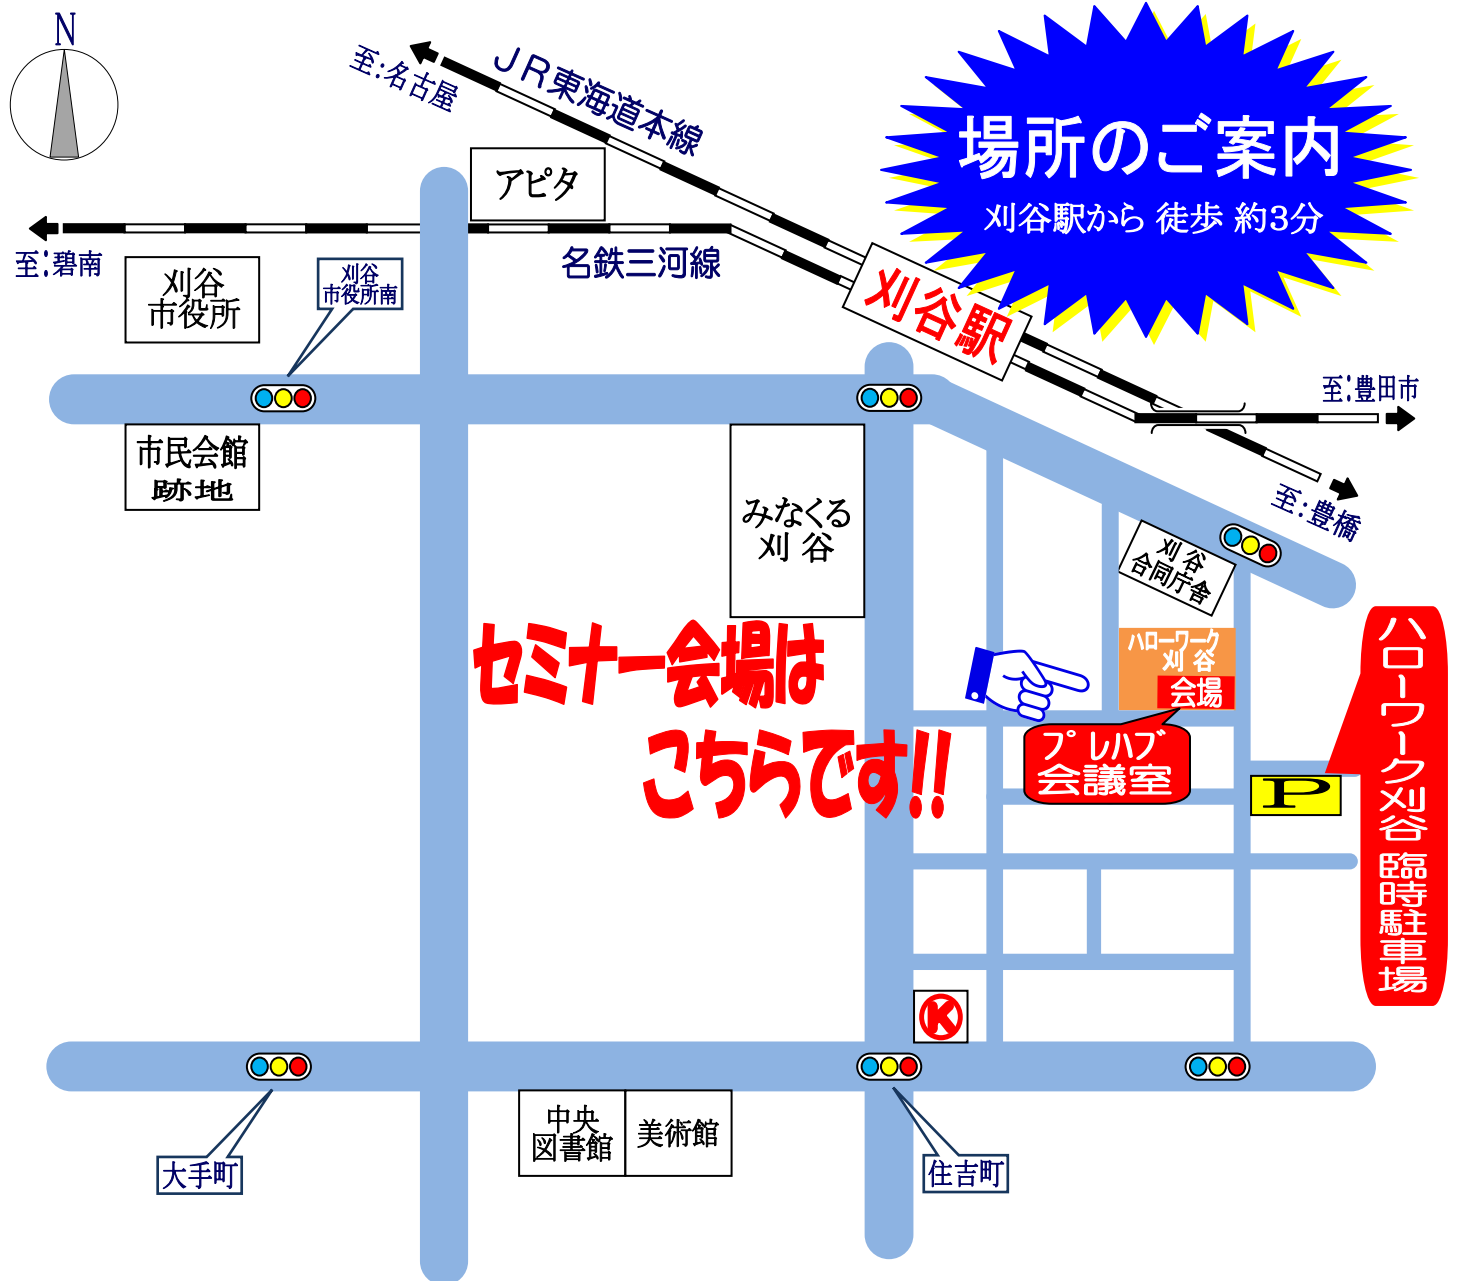 N
至:名古屋
JR東海道本線
場所のご案内
刈谷駅から 徒歩 約3分
アピタ
至:碧南
名鉄三河線
刈谷
市役所
刈谷
市役所南
刈谷駅
至:豊田市
市民会館
跡地
みなくる
刈 谷
至:豊橋
刈 谷
合同庁舎
セミナー会場は
こちらです!!
ハローワーク
刈 谷
会場
プレハブ
会議室
P
ハローワーク刈谷 臨時駐車場
K
中央
図書館
美術館
大手町
住吉町